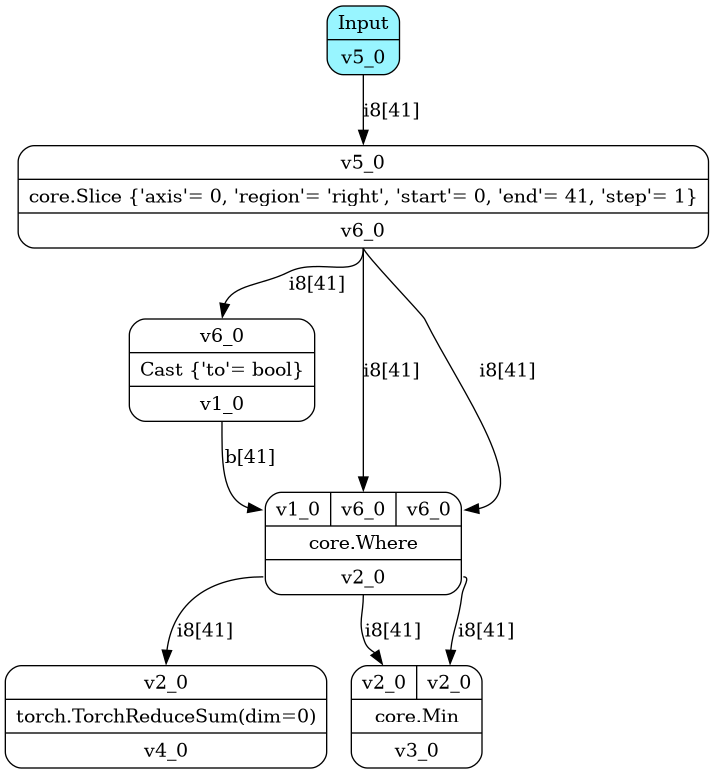 Input
v5_0
i8[41]
v5_0
core.Slice {'axis'= 0, 'region'= 'right', 'start'= 0, 'end'= 41, 'step'= 1}
v6_0
i8[41]
v6_0
Cast {'to'= bool}
v1_0
i8[41]
i8[41]
b[41]
v1_0 v6_0 v6_0
core.Where
v2_0
i8[41] i8[41] i8[41]
v2_0
torch.TorchReduceSum(dim=0)
v4_0
v2_0 v2_0
core.Min
v3_0